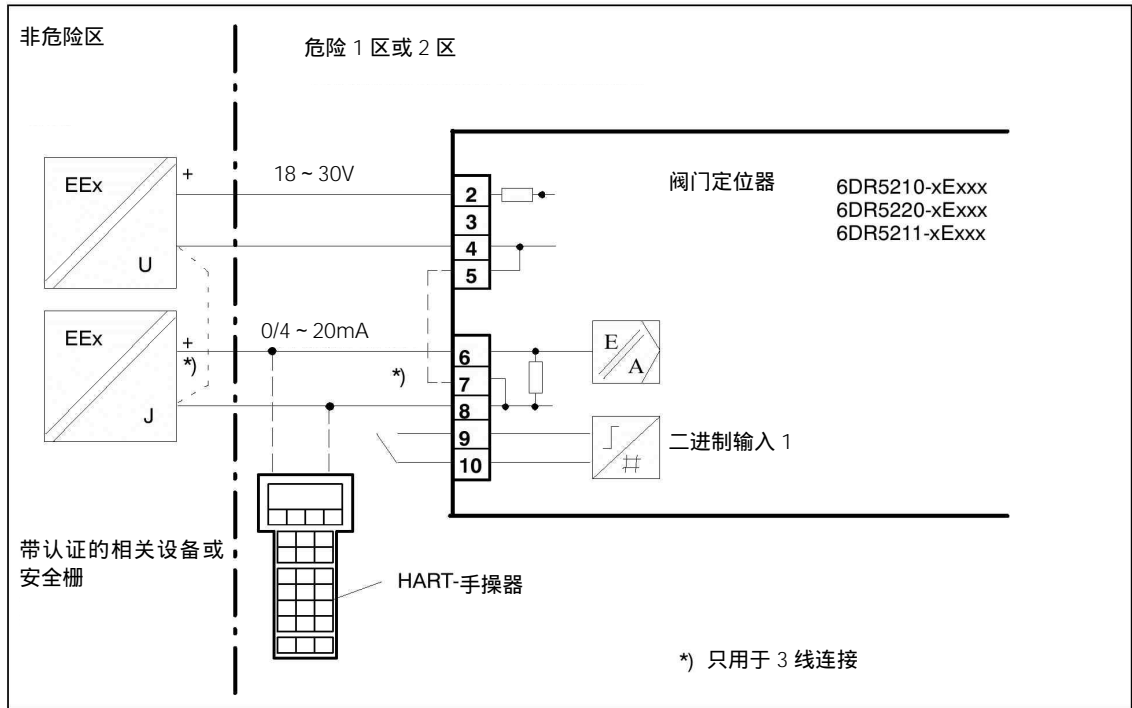 非危险区
危险 1 区或 2 区
EEx
+
U
18 ~ 30V
2
3
4
5
阀门定位器
6DR5210-xExxx
6DR5220-xExxx
6DR5211-xExxx
EEx
+
*)
J
0/4 ~ 20mA
*)
6
7
8
9
10
E
A
二进制输入 1
#
带认证的相关设备或
安全栅
HART-手操器
*) 只用于 3 线连接